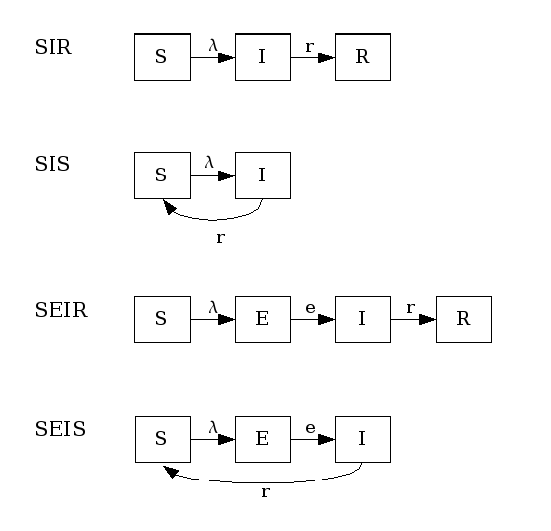 SIR S λ I r R
SIS S λ I
r
SEIR S λ E e I r R
SEIS S λ E e I
r